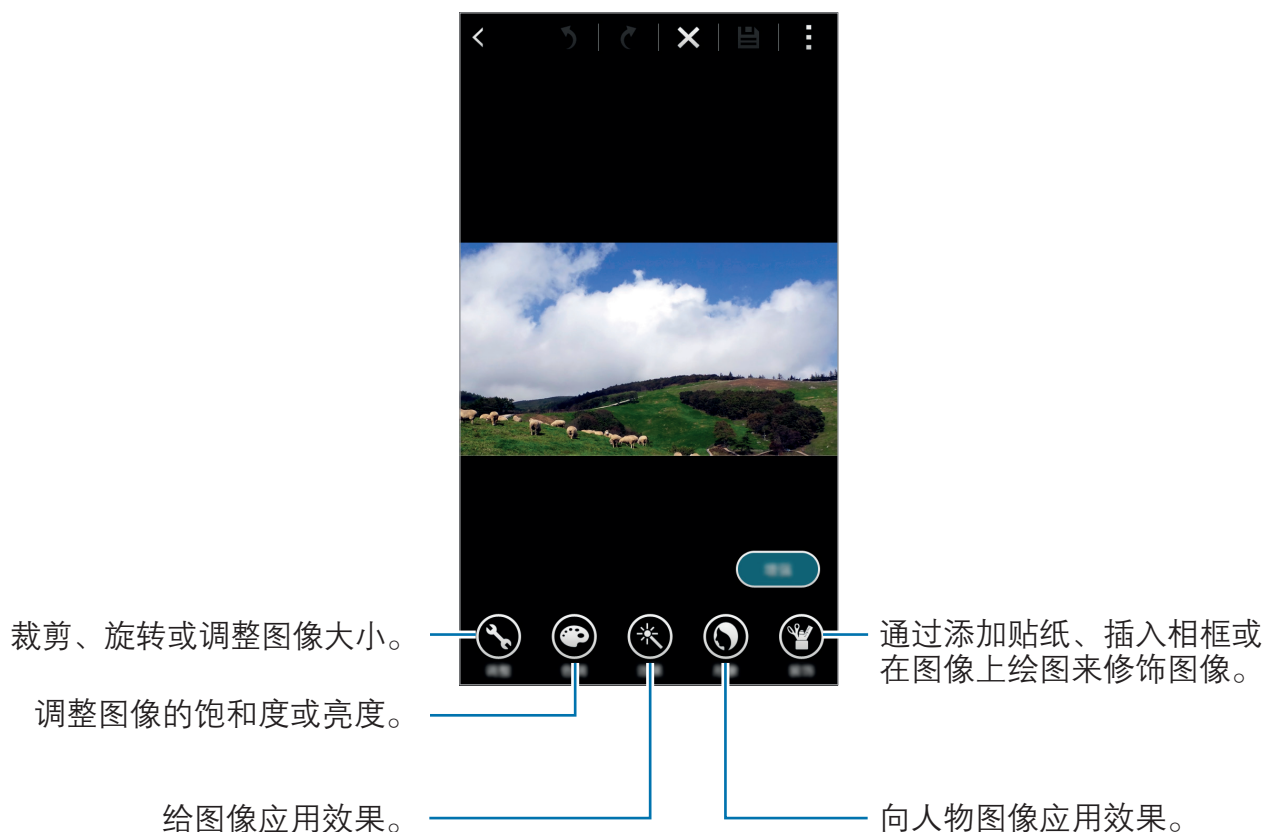 裁剪、旋转或调整图像大小。
通过添加贴纸、插入相框或
在图像上绘图来修饰图像。
调整图像的饱和度或亮度。
给图像应用效果。
向人物图像应用效果。